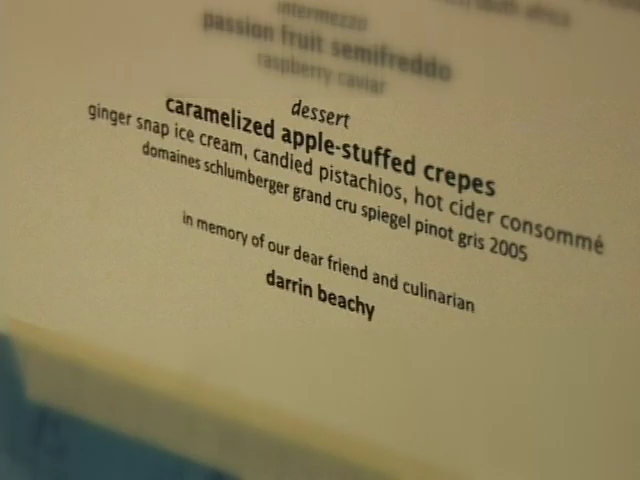 south africa
intermezzo
passion fruit semifreddo
raspberry caviar
dessert
caramelized apple-stuffed crepes
ginger snap ice cream, candied pistachios, hot cider consommé
domaines schlumberger grand cru spiegel pinot gris 2005
in memory of our dear friend and culinarian
darrin beachy